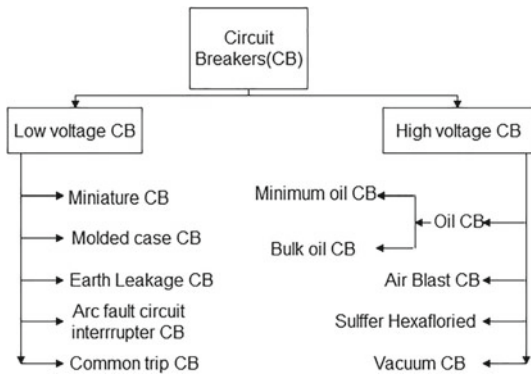 Circuit
Breakers(CB)
Low voltage CB
High voltage CB
Miniature CB
Molded case CB
Earth Leakage CB
Arc fault circuit
interrrupter CB
Common trip CB
Minimum oil CB
Oil CB
Bulk oil CB
Air Blast CB
Sulffer Hexafloried
Vacuum CB